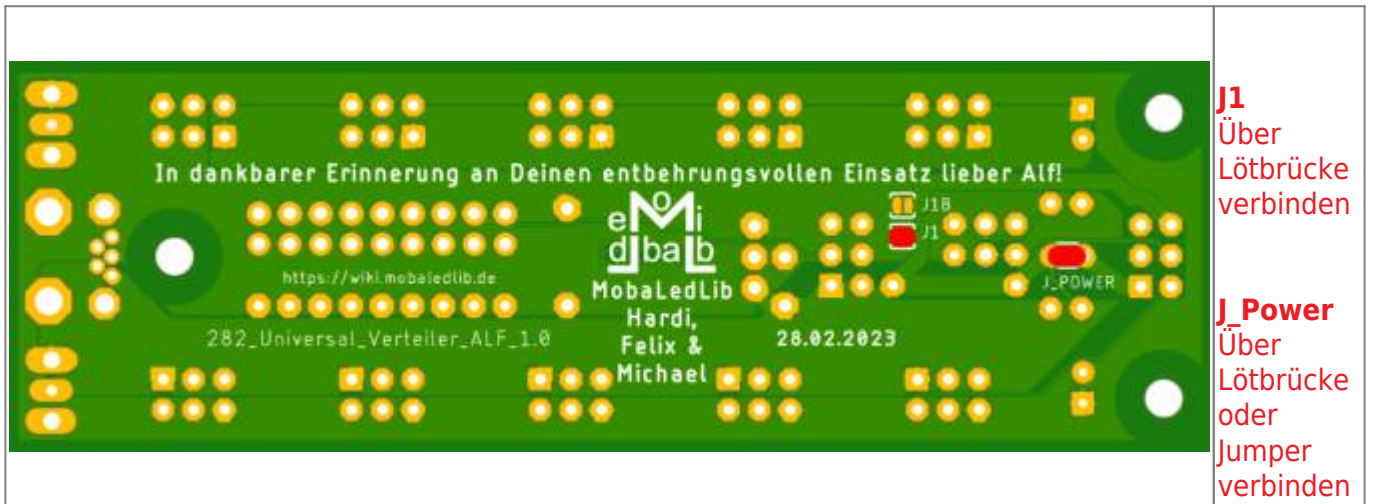 In dankbarer Erinnerung an Deinen entbehrungsvollen Einsatz lieber Alf!
J1B
J1
e M o i
d ba l b
https://wiki.mobaledlib.de
J_POWER
MobaLedLib
Hardi,
Felix &
Michael
282_Universal_Verteiler_ALF_1.0
28.02.2023
J1
Über
Lötbrücke
verbinden
J_Power
Über
Lötbrücke
oder
Jumper
verbinden